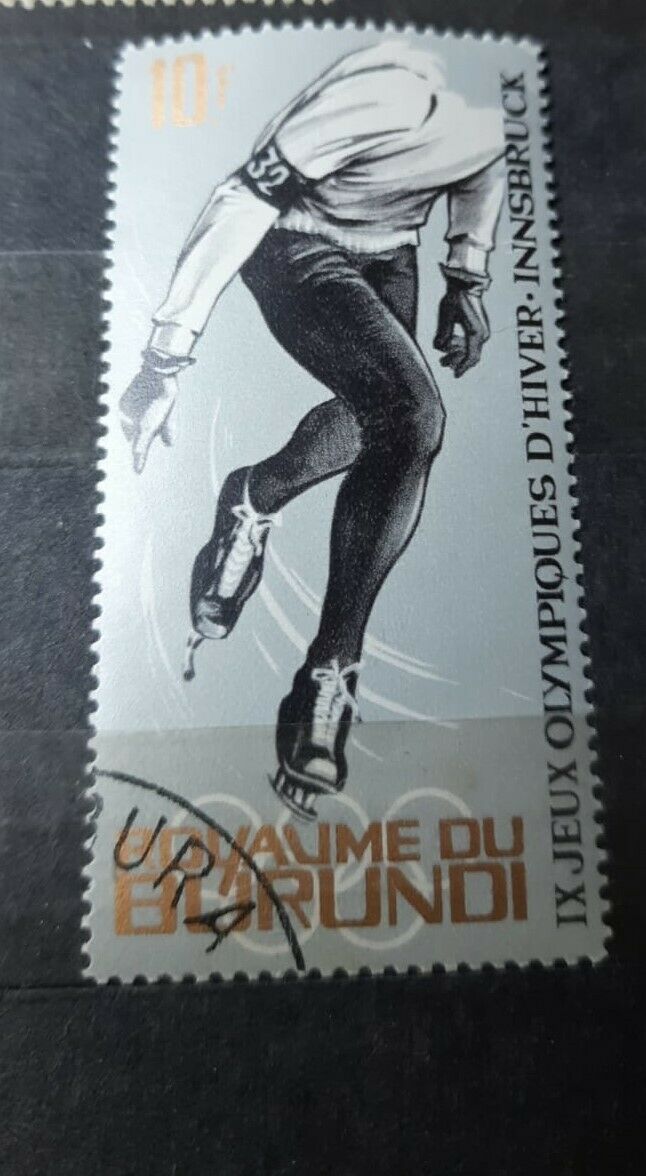 10F
32
IX JEUX OLYMPIQUES D'HIVER · INNSBRUCK
ROYAUME DU
BURUNDI
URA